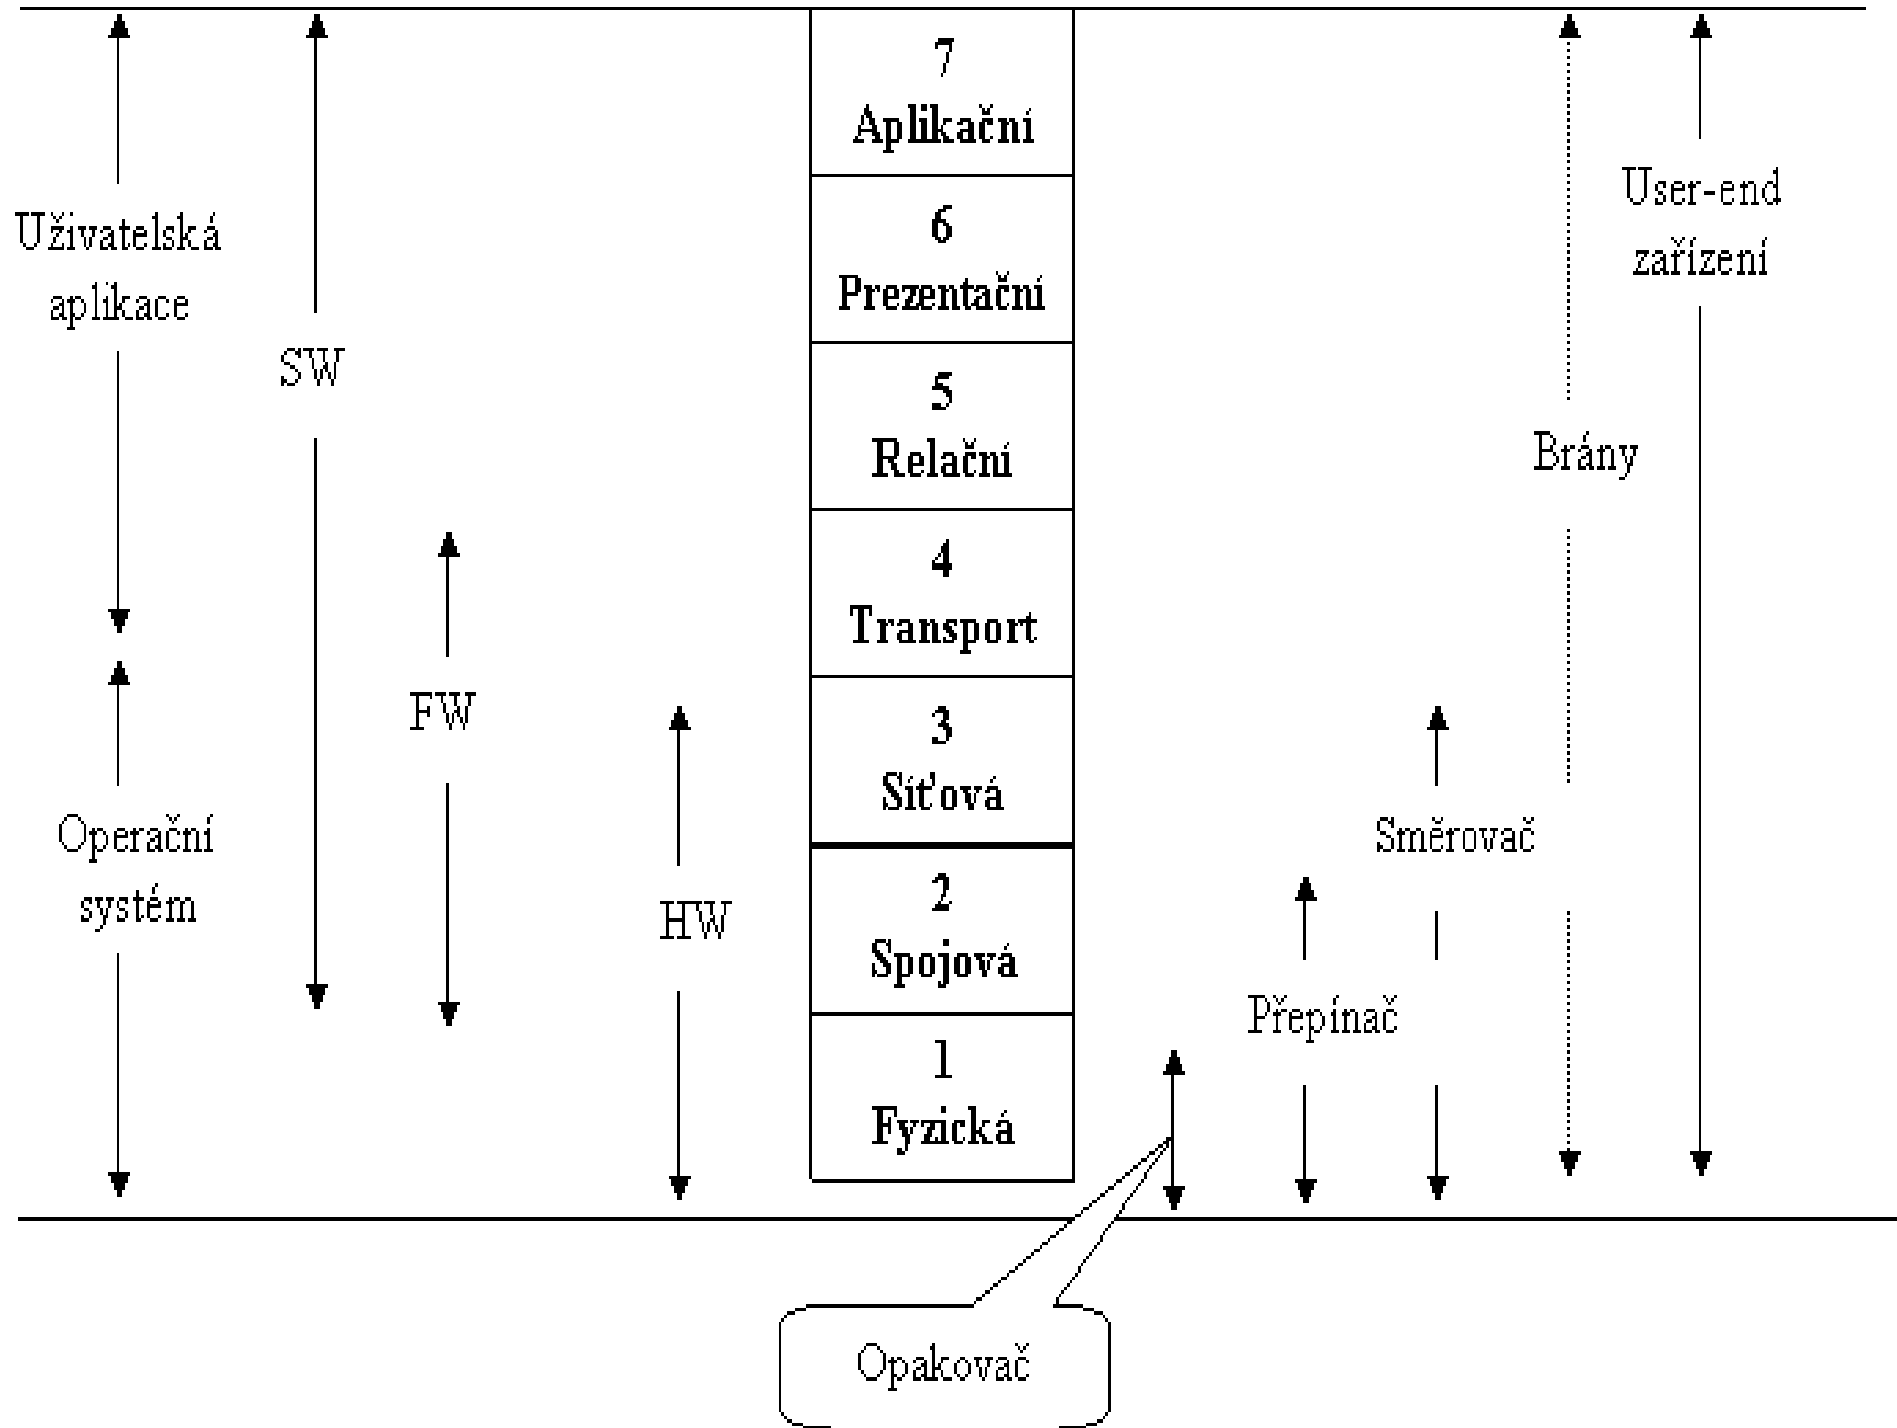 7
Aplikační
6
Prezentační
5
Relační
4
Transport
3
Síťová
2
Spojová
1
Fyzická
Uživatelská
aplikace
Operační
systém
SW
FW
HW
Opakovač
Přepínač
Směrovač
Brány
User-end
zařízení